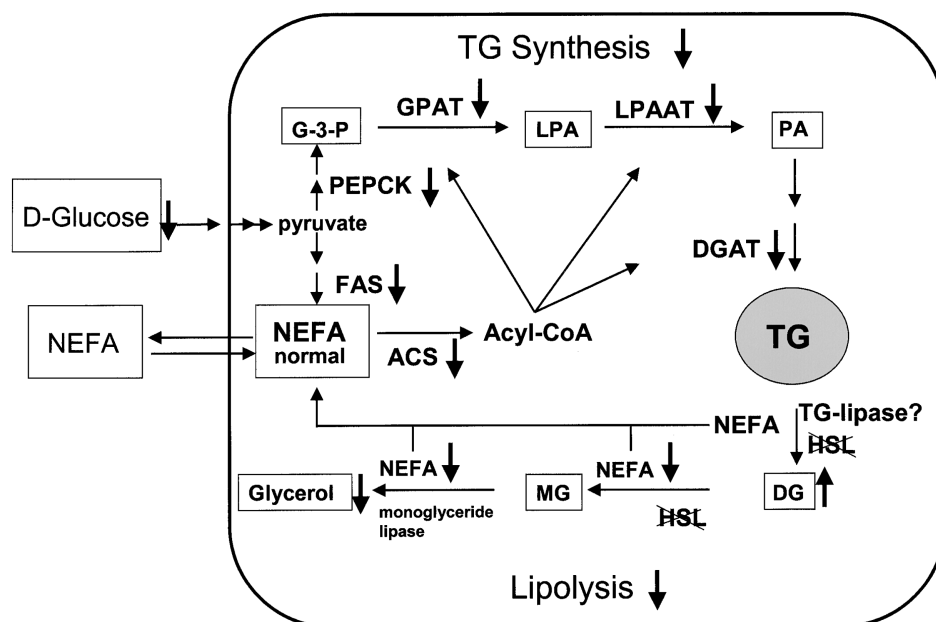 TG Synthesis
GPAT
LPAAT
G-3-P
LPA
PA
PEPCK
D-Glucose
pyruvate
DGAT
FAS
NEFA
NEFA
normal
Acyl-CoA
TG
ACS
TG-lipase?
NEFA
HSL
NEFA
NEFA
Glycerol
MG
DG
monoglyceride
lipase
HSL
Lipolysis